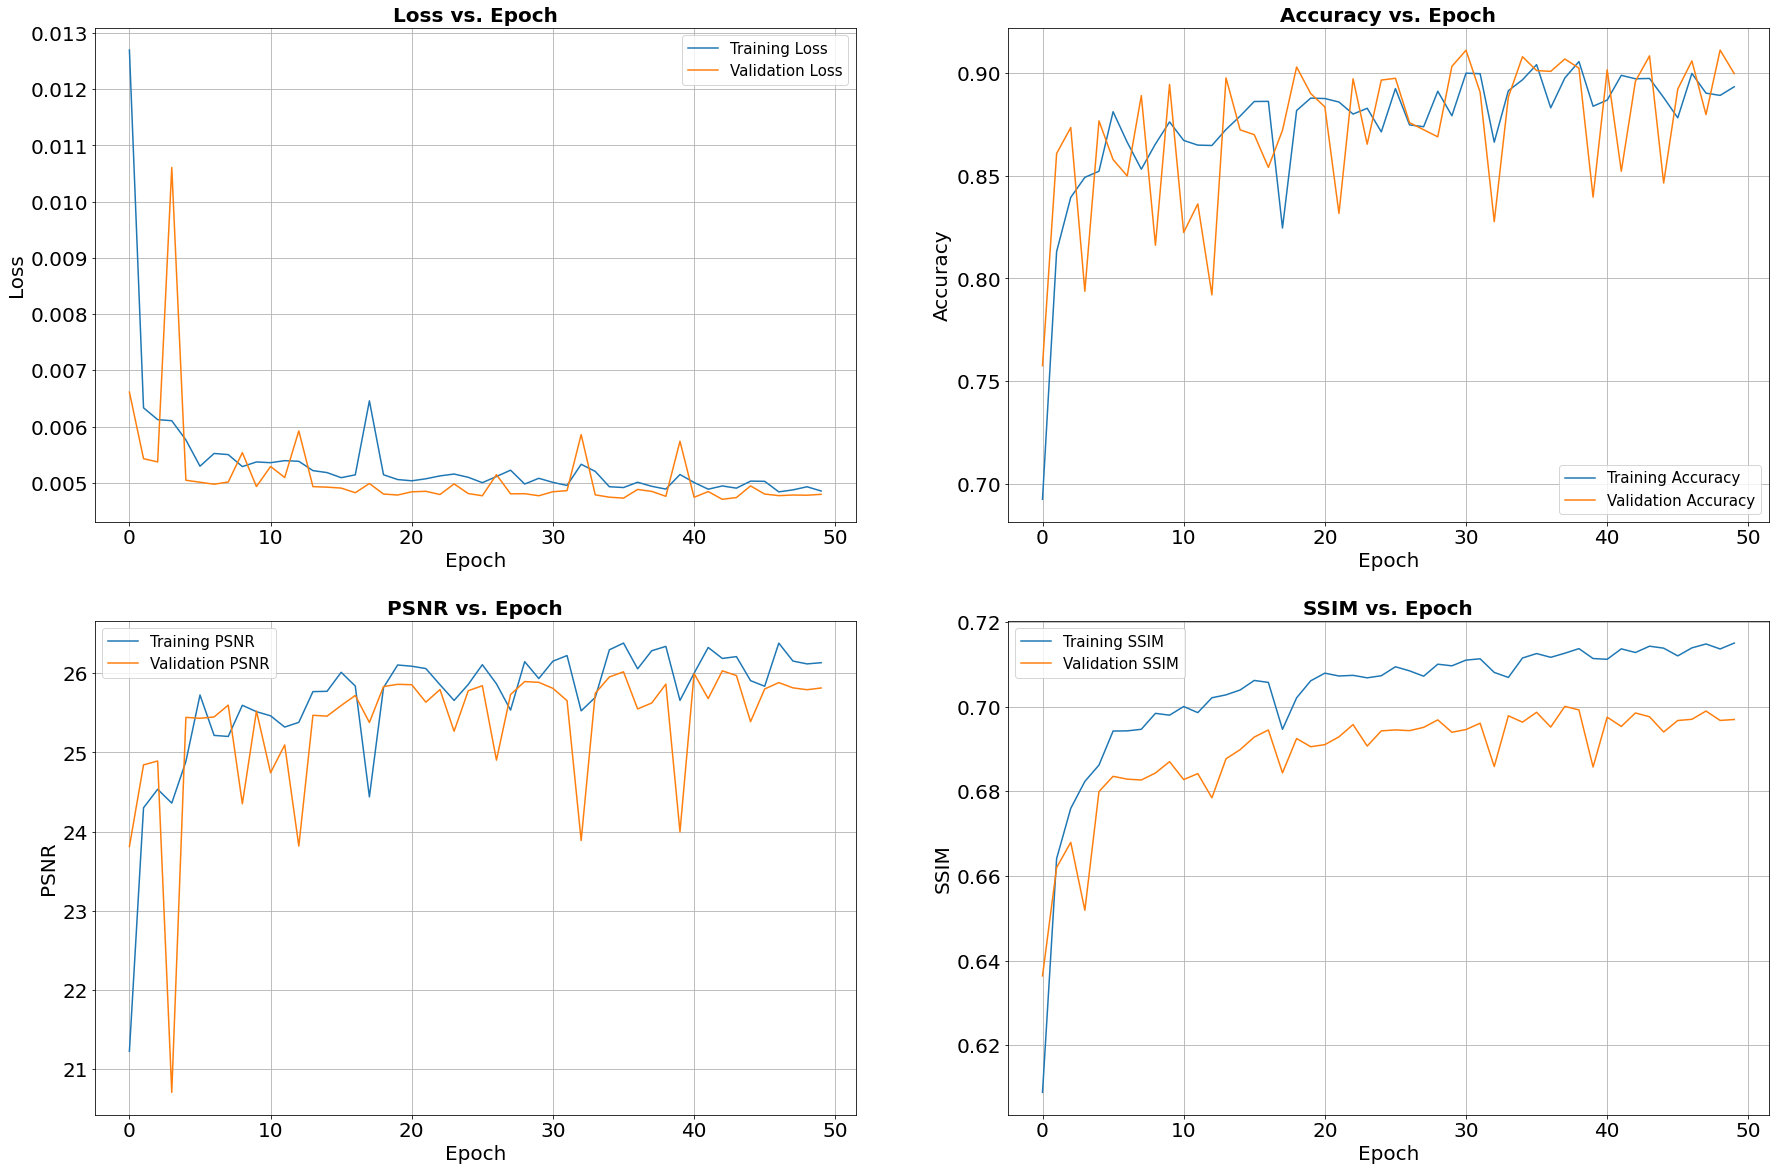 Loss vs. Epoch
0.013
0.012
0.011
0.010
0.009
0.008
0.007
0.006
0.005
Loss
Training Loss
Validation Loss
0 10 20 30 40 50
Epoch
Accuracy vs. Epoch
0.90
0.85
0.80
0.75
0.70
Accuracy
Training Accuracy
Validation Accuracy
0 10 20 30 40 50
Epoch
PSNR vs. Epoch
Training PSNR
Validation PSNR
26
25
24
23
22
21
PSNR
0 10 20 30 40 50
Epoch
SSIM vs. Epoch
Training SSIM
Validation SSIM
0.72
0.70
0.68
0.66
0.64
0.62
SSIM
0 10 20 30 40 50
Epoch